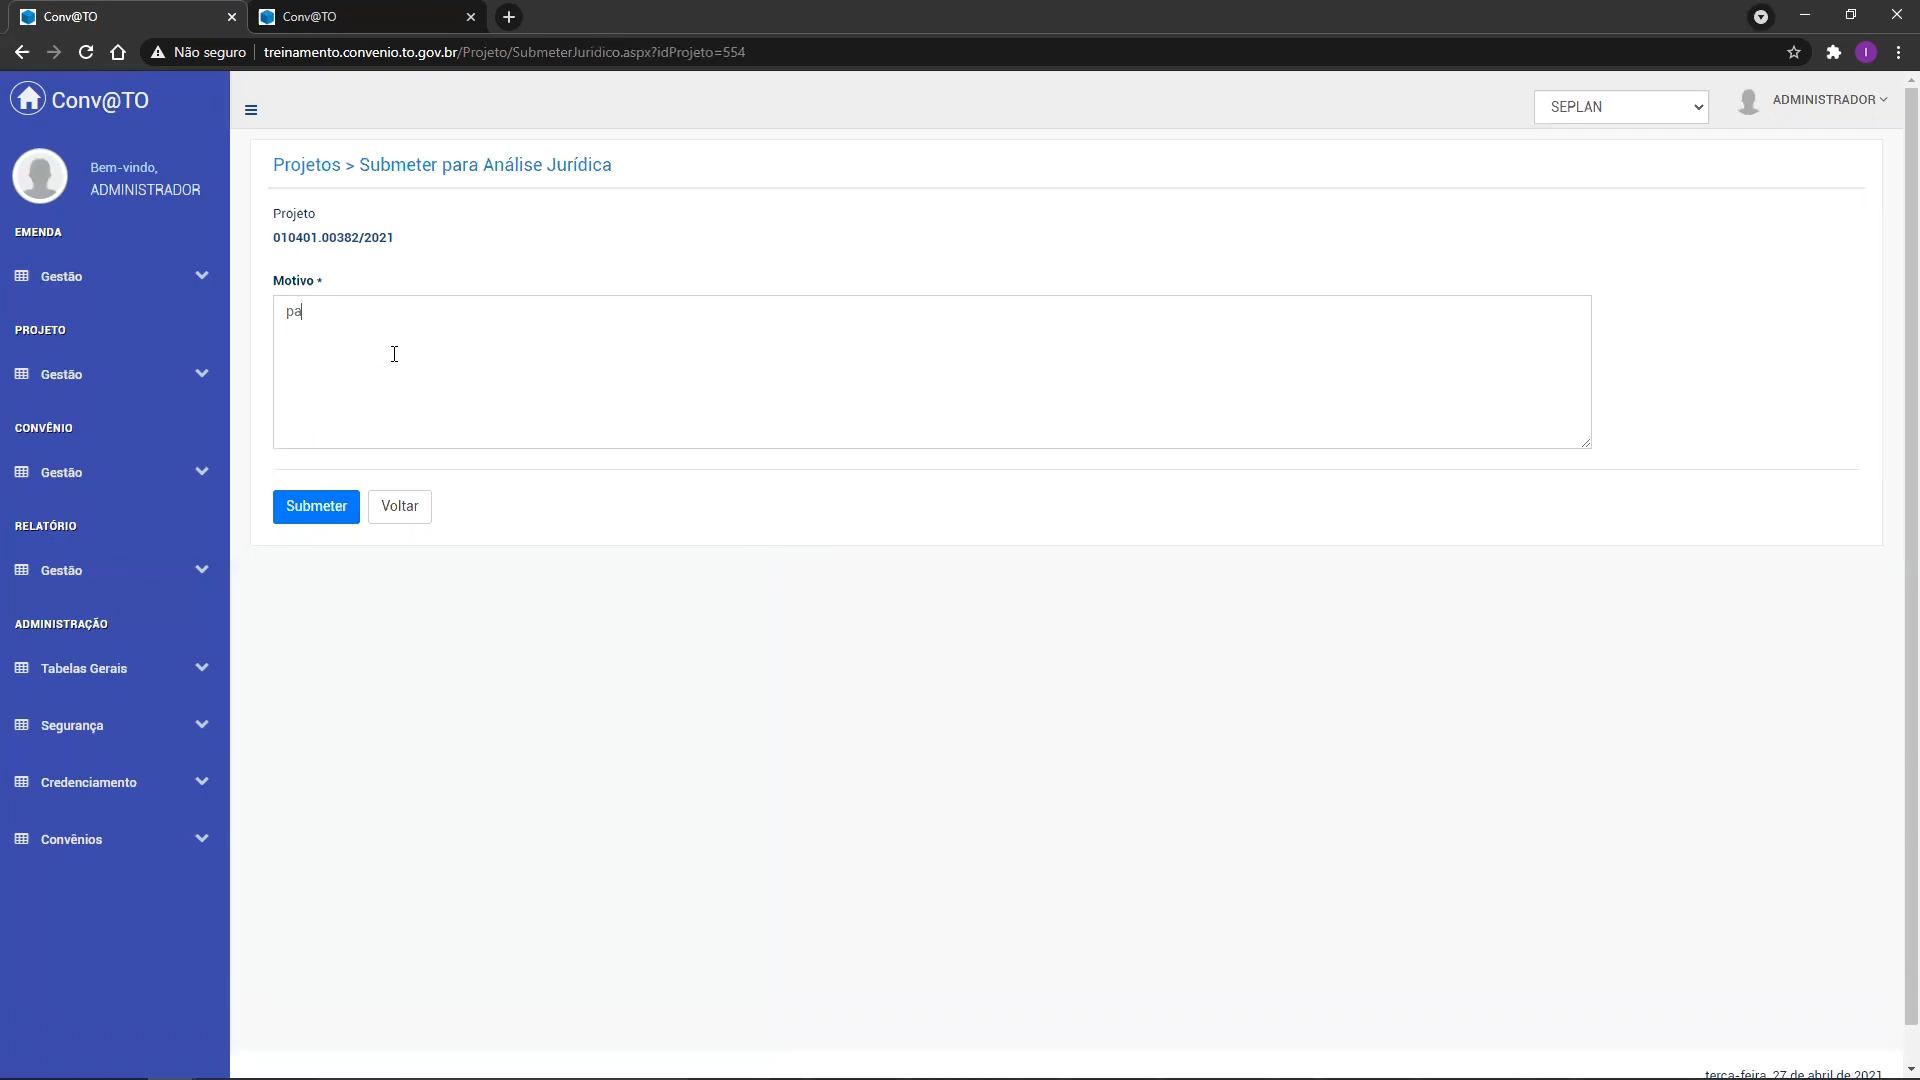 Conv@TO
Conv@TO
Não seguro
treinamento.convenio.to.gov.br/Projeto/SubmeterJuridico.aspx?idProjeto=554
I
Conv@TO
SEPLAN
ADMINISTRADOR
Bem-vindo,
ADMINISTRADOR
EMENDA
Gestão
PROJETO
Gestão
CONVÊNIO
Gestão
RELATÓRIO
Gestão
ADMINISTRAÇÃO
Tabelas Gerais
Segurança
Credenciamento
Convênios
Projetos > Submeter para Análise Jurídica
Projeto
010401.00382/2021
Motivo *
pa
Submeter
Voltar
terça-feira, 27 de abril de 2021